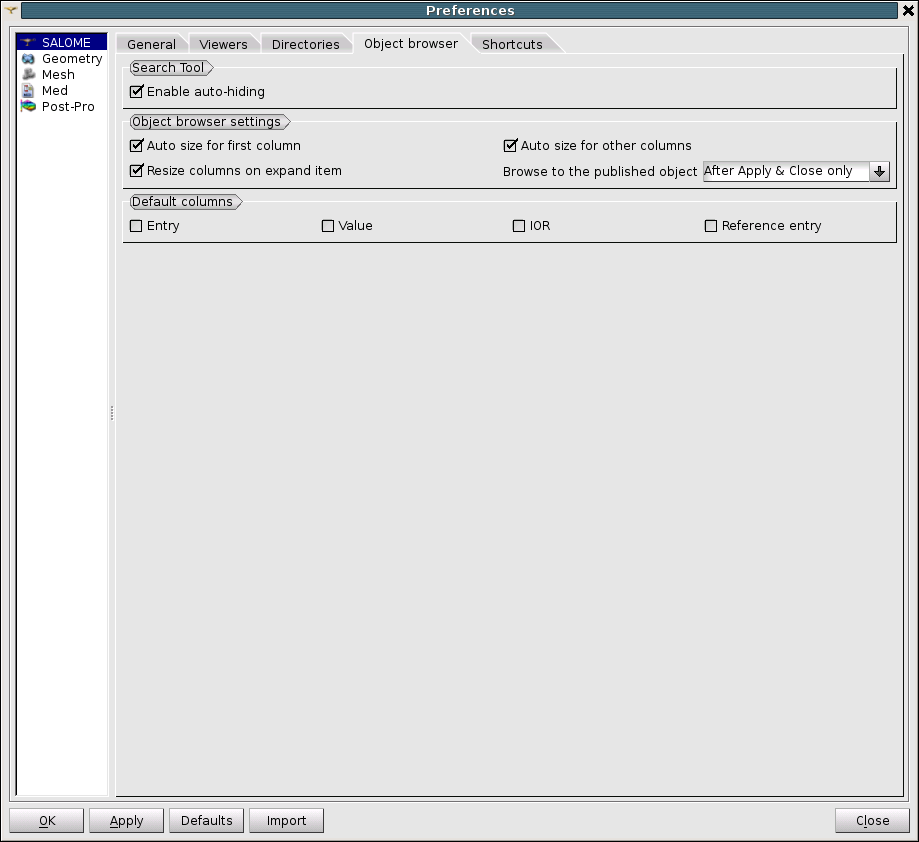 Preferences
SALOME
Geometry
Mesh
Med
Post-Pro
General Viewers Directories Object browser Shortcuts
Search Tool
Enable auto-hiding
Object browser settings
Auto size for first column Auto size for other columns
Resize columns on expand item Browse to the published object After Apply & Close only
Default columns
Entry Value IOR Reference entry
OK Apply Defaults Import Close